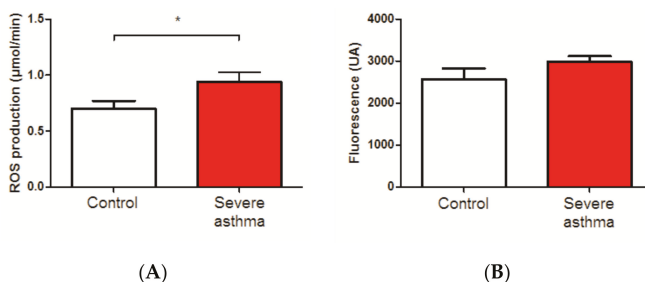 *
1.5
1.0
0.5
0.0
ROS production (µmol/min)
Control
Severe
asthma
(A)
4000
3000
2000
1000
0
Fluorescence (UA)
Control
Severe
asthma
(B)